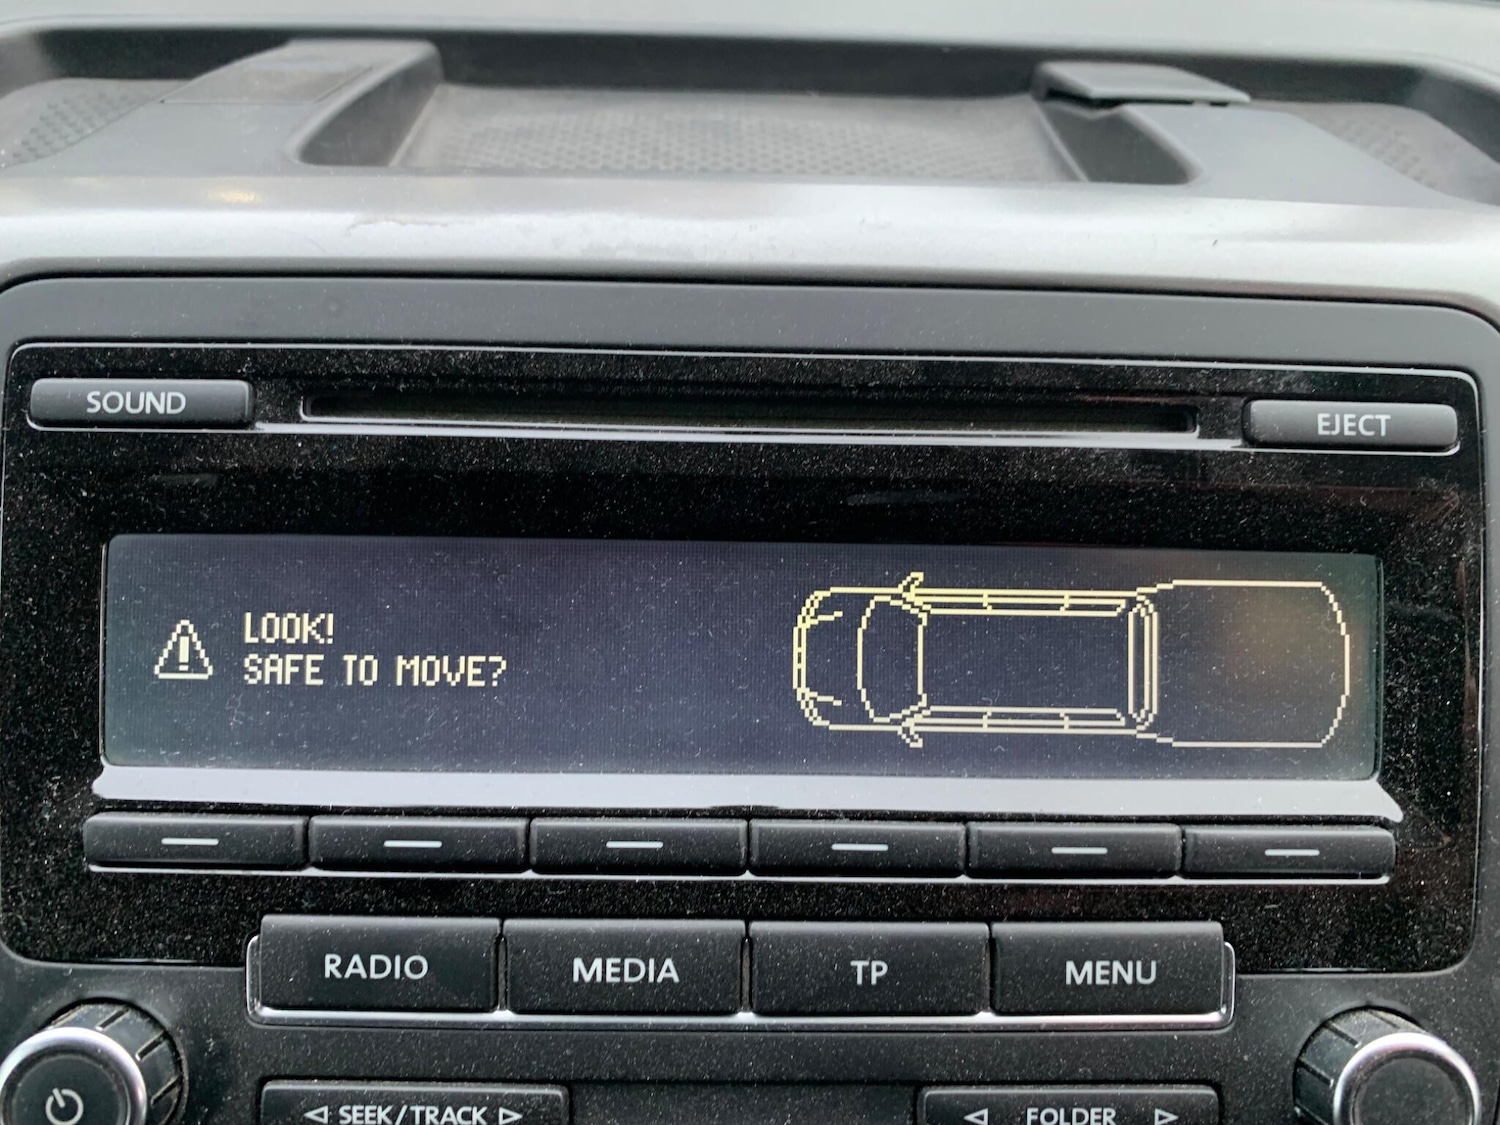 SOUND
EJECT
LOOK!
SAFE TO MOVE?
RADIO
MEDIA
TP
MENU
SEEK/TRACK
FOLDER